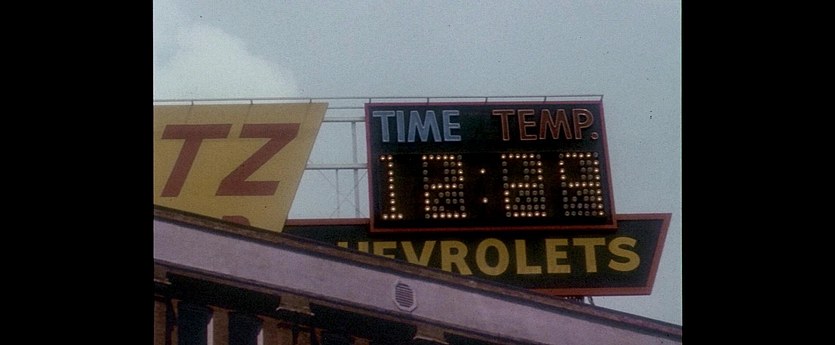 TZ
TIME TEMP.
12:29
HEVROLETS